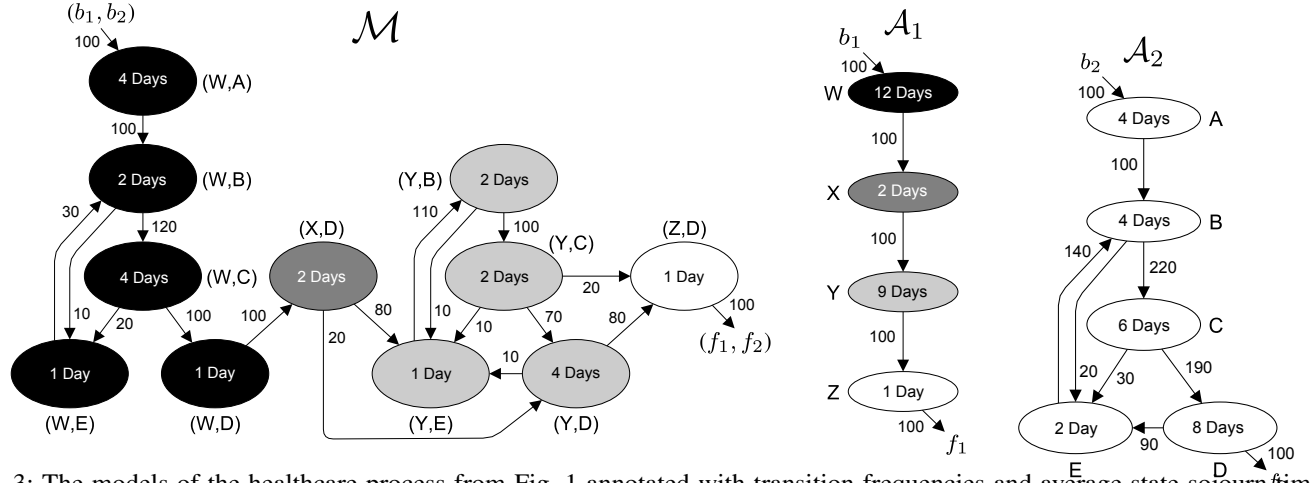 (b₁, b₂)
100
4 Days
(W,A)
100
2 Days
(W,B)
30
120
4 Days
(W,C)
10
20
100
1 Day
(W,E)
1 Day
(W,D)
100
M
(X,D)
2 Days
80
20
(Y,B)
2 Days
110
100
(Y,C)
2 Days
20
10
10
70
1 Day
(Y,E)
10
4 Days
(Y,D)
80
(Z,D)
1 Day
100
(f₁, f₂)
A₁
b₁
100
W
12 Days
100
X
2 Days
100
Y
9 Days
100
Z
1 Day
100
f₁
A₂
b₂
100
4 Days
A
100
4 Days
B
140
220
6 Days
C
20
30
190
2 Day
E
90
8 Days
D
100
3: The models of the healthcare process from Fig. 1 annotated with transition frequencies and average state sojourn